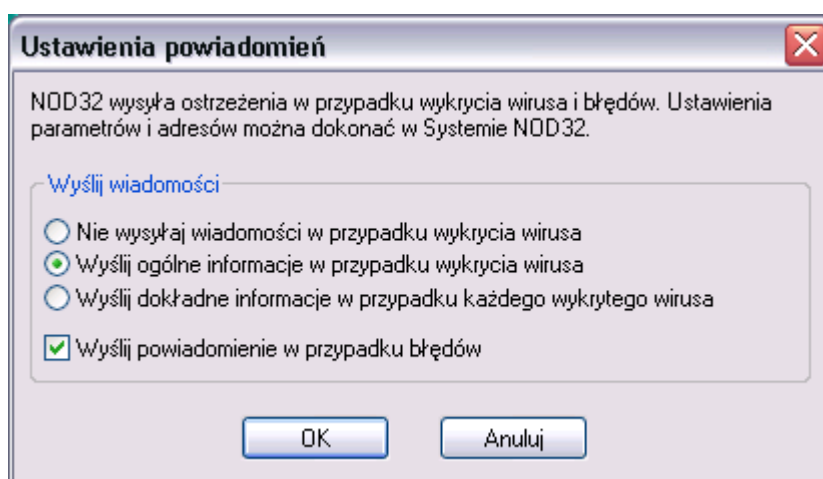 Ustawienia powiadomień
NOD32 wysyła ostrzeżenia w przypadku wykrycia wirusa i błędów. Ustawienia
parametrów i adresów można dokonać w Systemie NOD32.
Wyślij wiadomości
Nie wysyłaj wiadomości w przypadku wykrycia wirusa
Wyślij ogólne informacje w przypadku wykrycia wirusa
Wyślij dokładne informacje w przypadku każdego wykrytego wirusa
Wyślij powiadomienie w przypadku błędów
OK Anuluj